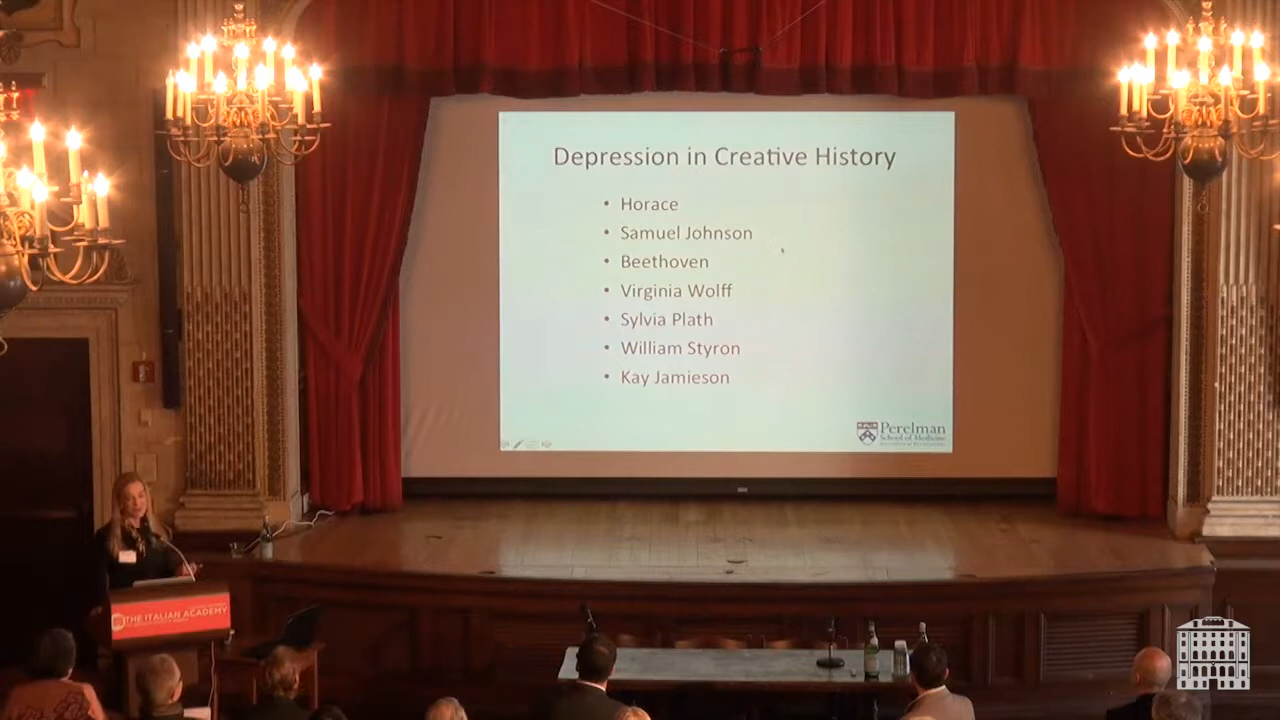 Depression in Creative History
• Horace
• Samuel Johnson
• Beethoven
• Virginia Wolff
• Sylvia Plath
• William Styron
• Kay Jamieson
Perelman
School of Medicine
THE ITALIAN ACADEMY